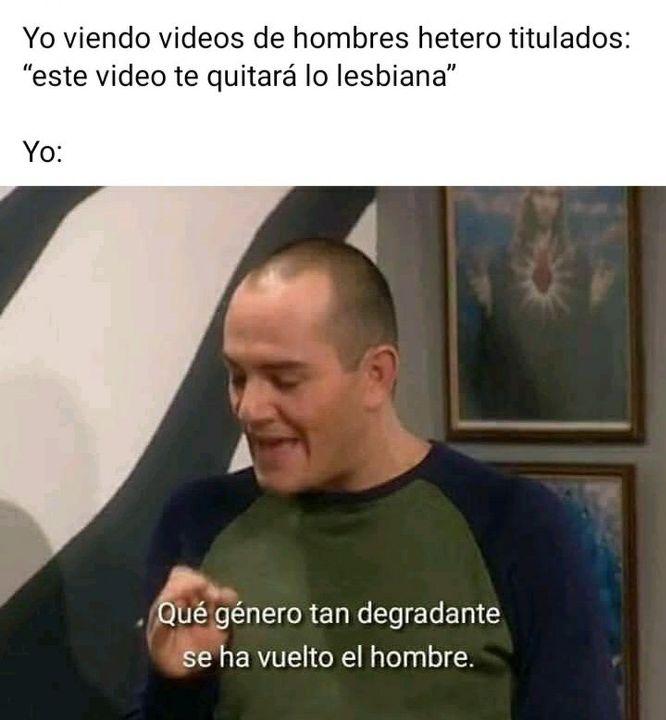 Yo viendo videos de hombres hetero titulados:
“este video te quitará lo lesbiana”
Yo:
Qué género tan degradante
se ha vuelto el hombre.